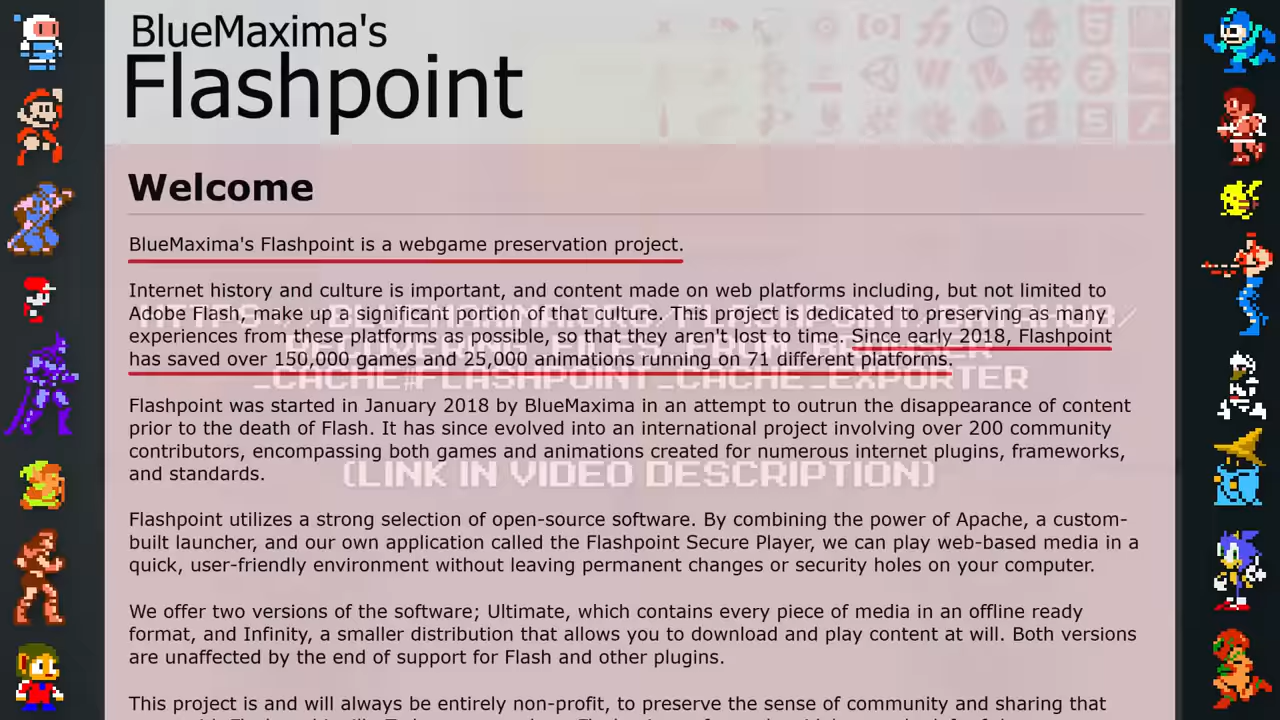 BlueMaxima's
Flashpoint
Welcome
BlueMaxima's Flashpoint is a webgame preservation project.
Internet history and culture is important, and content made on web platforms including, but not limited to
Adobe Flash, make up a significant portion of that culture. This project is dedicated to preserving as many
experiences from these platforms as possible, so that they aren't lost to time. Since early 2018, Flashpoint
has saved over 150,000 games and 25,000 animations running on 71 different platforms.
_CACHE#FLASHPOINT_CACHE_EXPORTER
Flashpoint was started in January 2018 by BlueMaxima in an attempt to outrun the disappearance of content
prior to the death of Flash. It has since evolved into an international project involving over 200 community
contributors, encompassing both games and animations created for numerous internet plugins, frameworks,
and standards.
(LINK IN VIDEO DESCRIPTION)
Flashpoint utilizes a strong selection of open-source software. By combining the power of Apache, a custom-
built launcher, and our own application called the Flashpoint Secure Player, we can play web-based media in a
quick, user-friendly environment without leaving permanent changes or security holes on your computer.
We offer two versions of the software; Ultimate, which contains every piece of media in an offline ready
format, and Infinity, a smaller distribution that allows you to download and play content at will. Both versions
are unaffected by the end of support for Flash and other plugins.
This project is and will always be entirely non-profit, to preserve the sense of community and sharing that